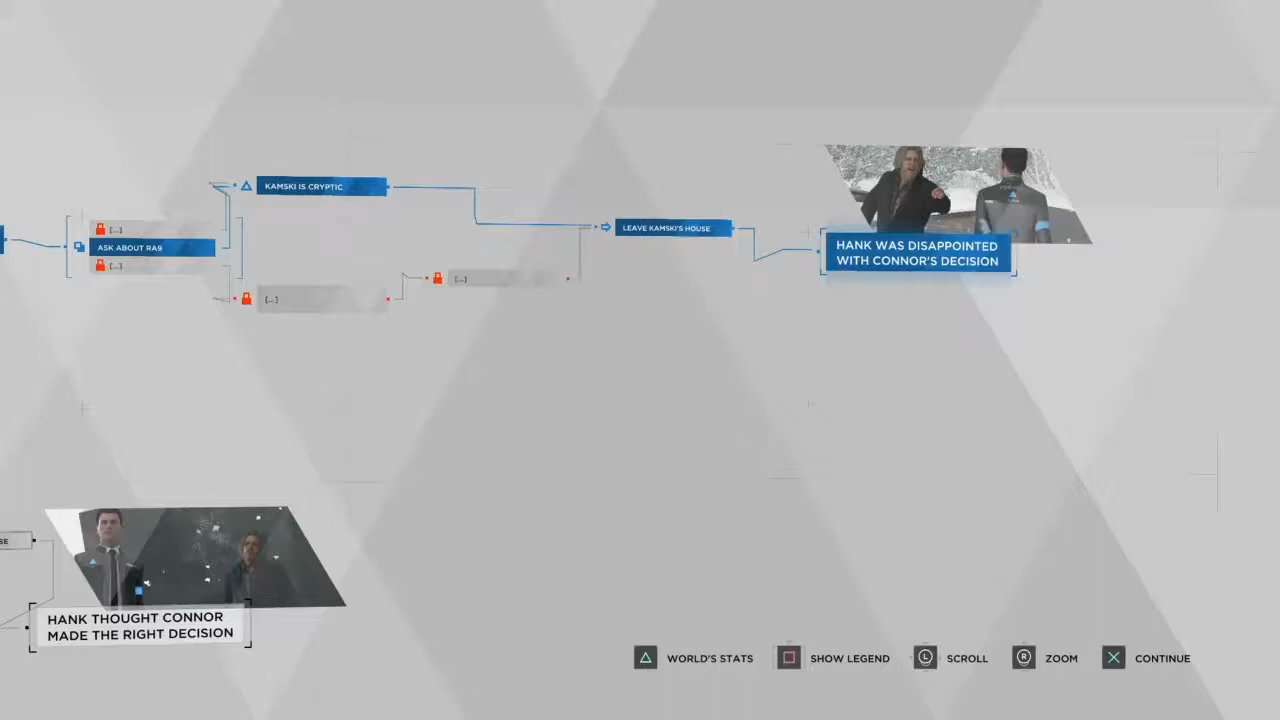 KAMSKI IS CRYPTIC
[...]
ASK ABOUT RA9
[...]
LEAVE KAMSKI'S HOUSE
HANK WAS DISAPPOINTED
WITH CONNOR'S DECISION
[...]
[...]
SE
HANK THOUGHT CONNOR
MADE THE RIGHT DECISION
WORLD'S STATS
SHOW LEGEND
L
SCROLL
R
ZOOM
CONTINUE